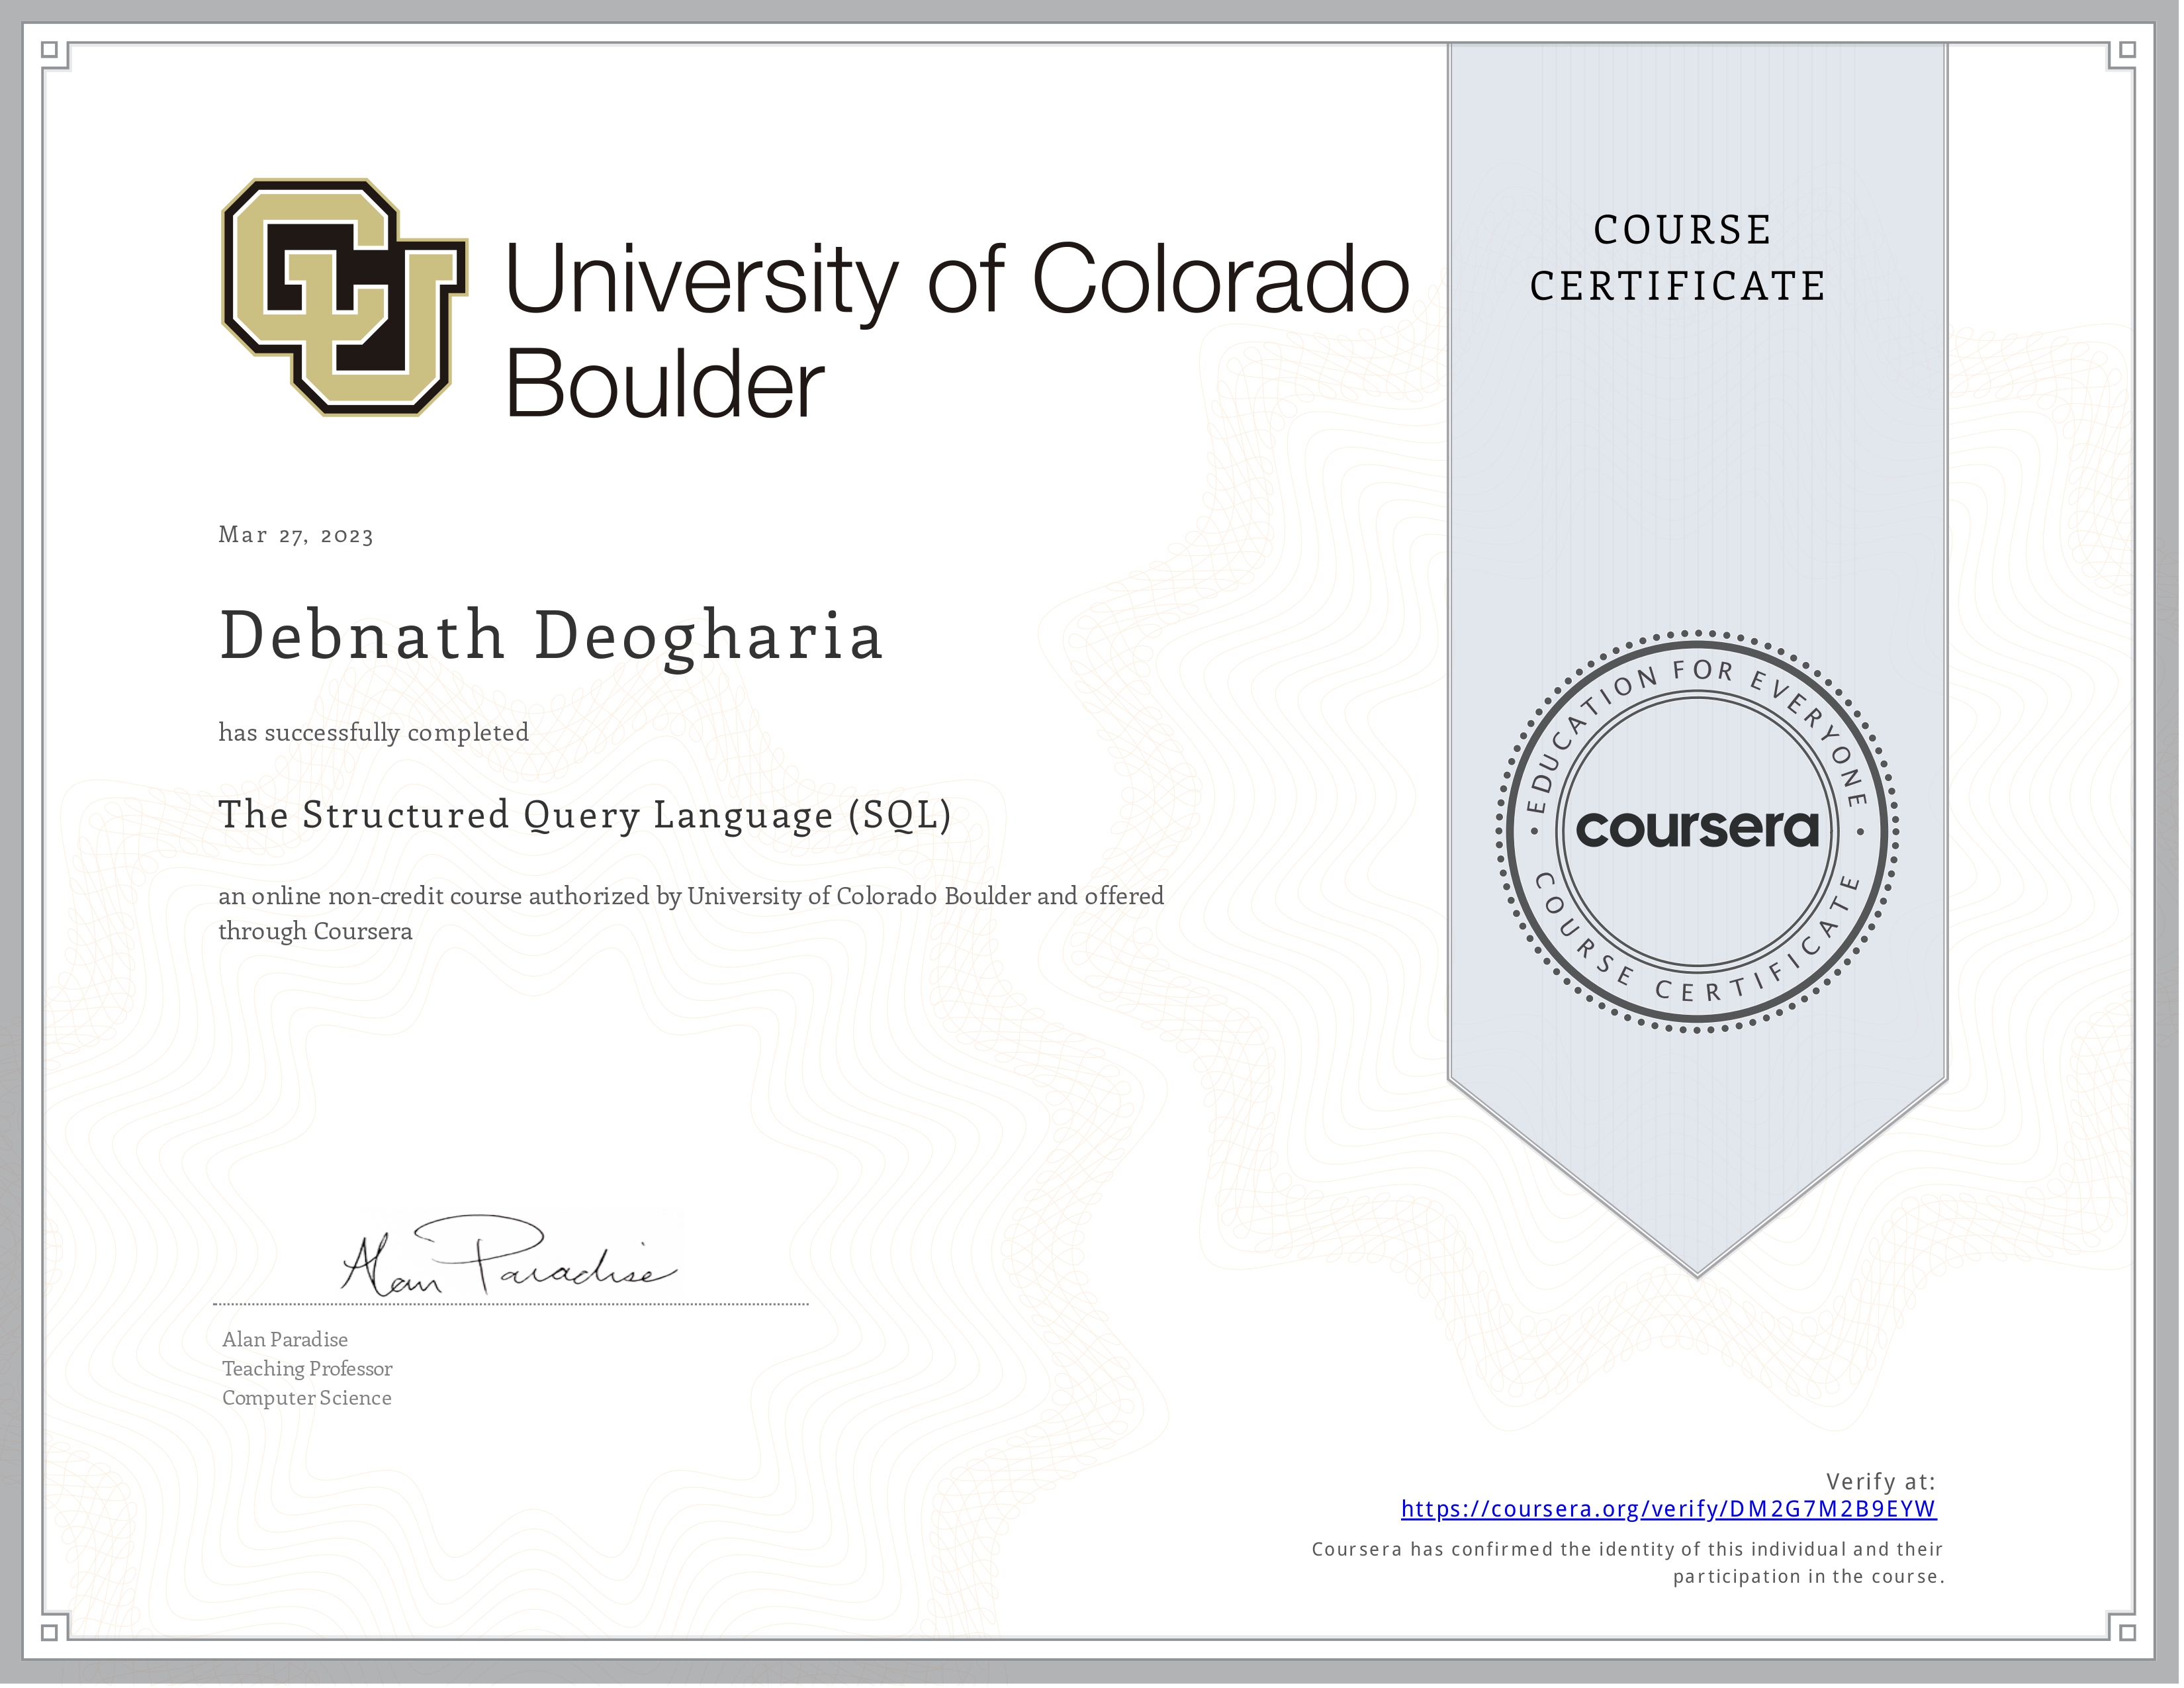 CU
University of Colorado
Boulder
COURSE
CERTIFICATE
Mar 27, 2023
Debnath Deogharia
has successfully completed
The Structured Query Language (SQL)
an online non-credit course authorized by University of Colorado Boulder and offered
through Coursera
EDUCATION FOR EVERYONE
coursera
COURSE CERTIFICATE
Alan Paradise
Alan Paradise
Teaching Professor
Computer Science
Verify at:
https://coursera.org/verify/DM2G7M2B9EYW
Coursera has confirmed the identity of this individual and their
participation in the course.